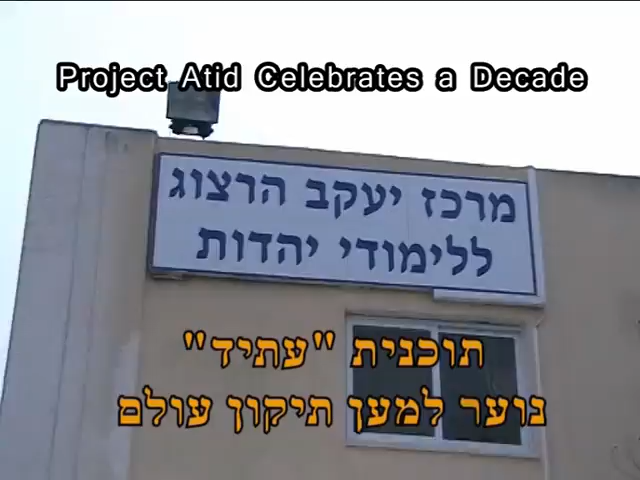 Project Atid Celebrates a Decade
מרכז יעקב הרצוג
ללימודי יהדות
תוכנית "עתיד"
נוער למען תיקון עולם